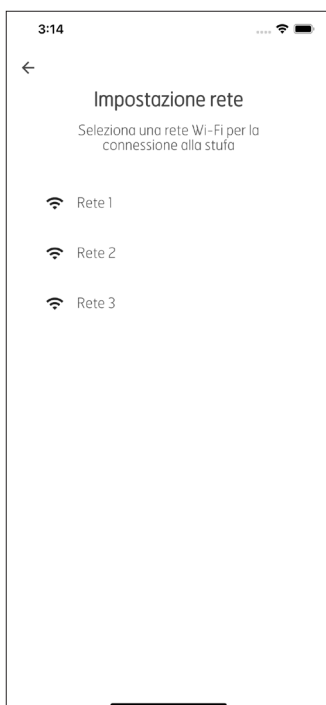 3:14
Impostazione rete
Seleziona una rete Wi-Fi per la
connessione alla stufa
Rete 1
Rete 2
Rete 3